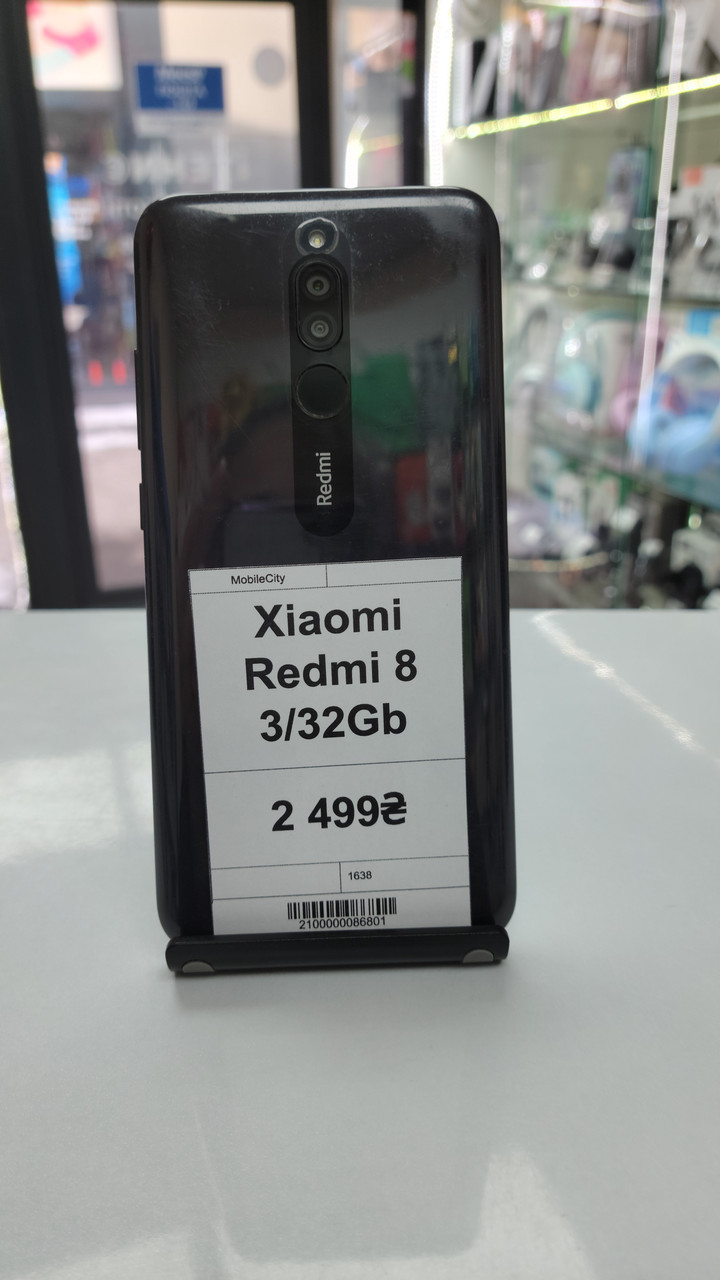 Redmi
MobileCity
Xiaomi
Redmi 8
3/32Gb
2 499₴
1638
2100000086801